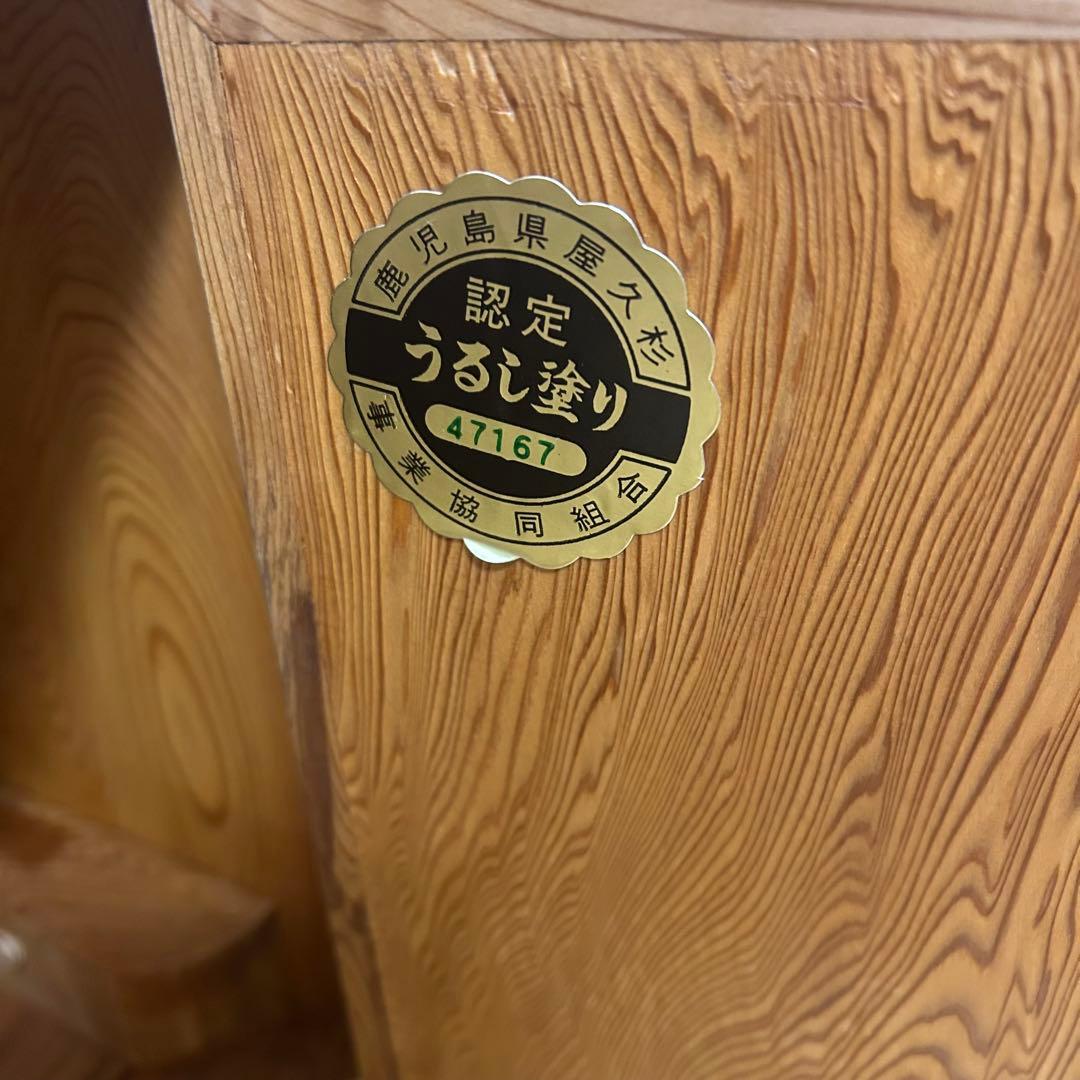 鹿児島県屋久杉
認定
うるし塗り
47167
事業協同組合